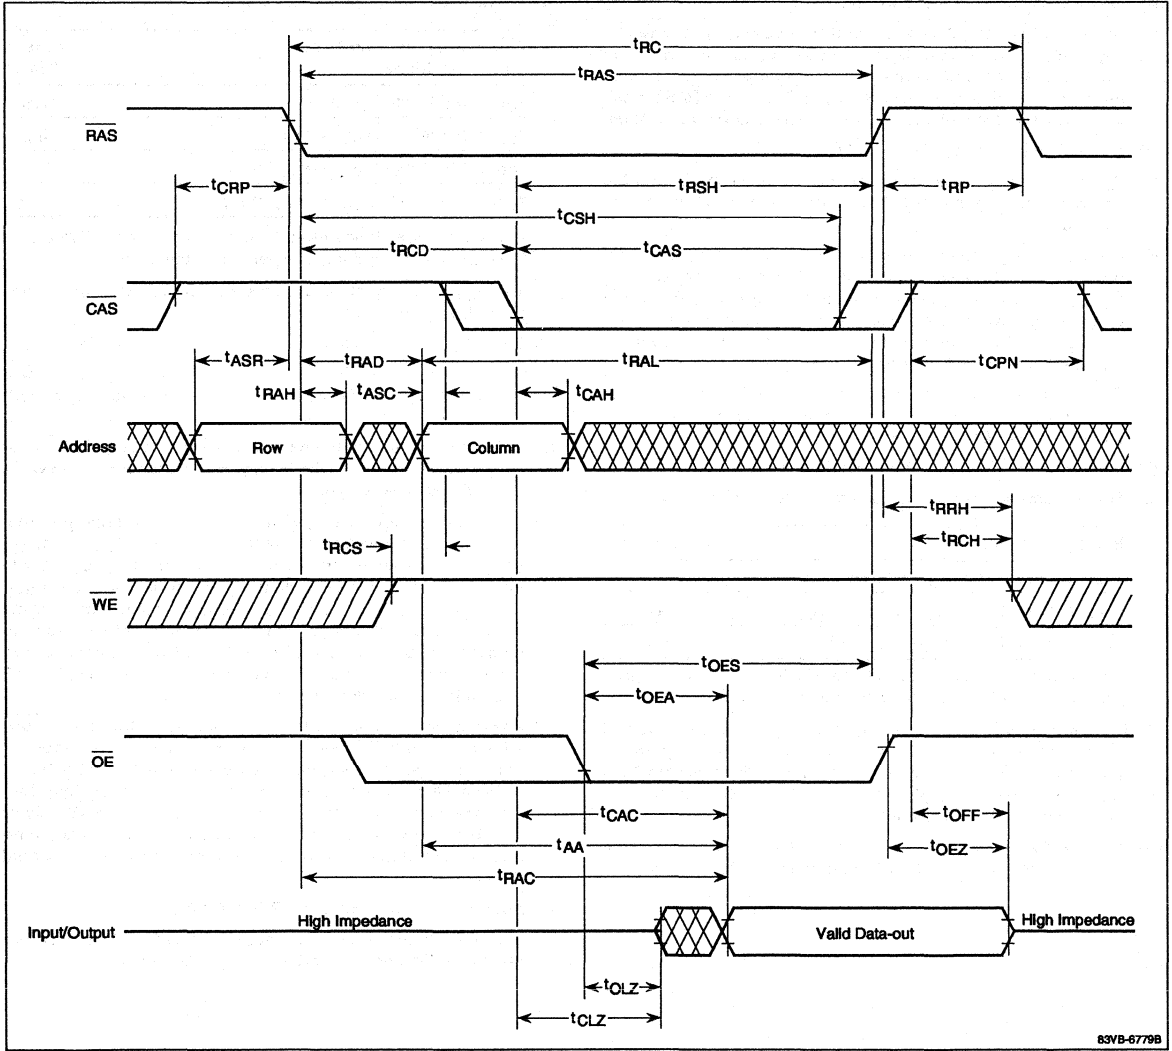 tRC
tRAS
RAS
tCRP
tRSH
tRP
tCSH
tRCD
tCAS
CAS
tASR
tRAD
tRAL
tCPN
tRAH
tASC
tCAH
Address
Row
Column
tRRH
tRCS
tRCH
WE
tOES
tOEA
OE
tCAC
tOFF
tAA
tOEZ
tRAC
High Impedance
High Impedance
Input/Output
Valid Data-out
tOLZ
tCLZ
83VB-6779B